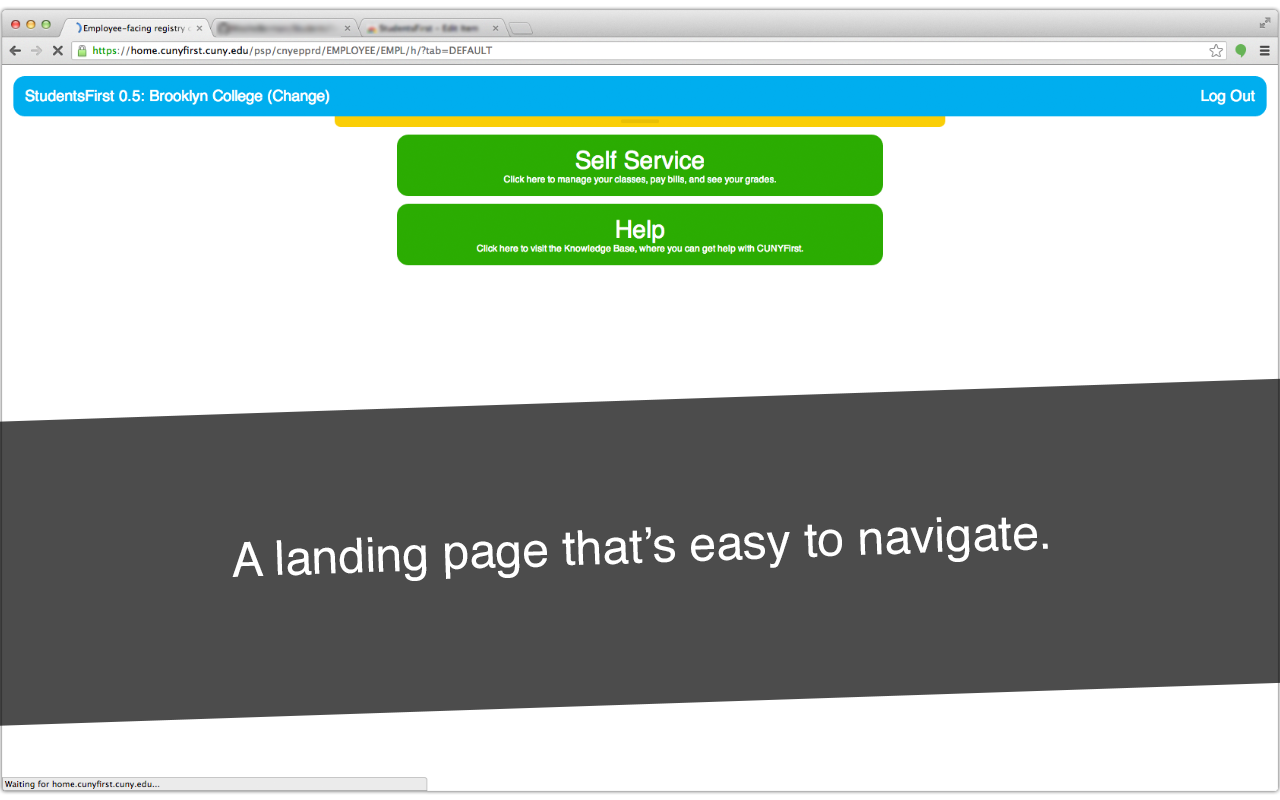 Employee-facing registry
StudentsFirst - Edit Item
https://home.cunyfirst.cuny.edu/psp/cnyepprd/EMPLOYEE/EMPL/h/?tab=DEFAULT
StudentsFirst 0.5: Brooklyn College (Change)
Log Out
Self Service
Click here to manage your classes, pay bills, and see your grades.
Help
Click here to visit the Knowledge Base, where you can get help with CUNYFirst.
A landing page that's easy to navigate.
Waiting for home.cunyfirst.cuny.edu...